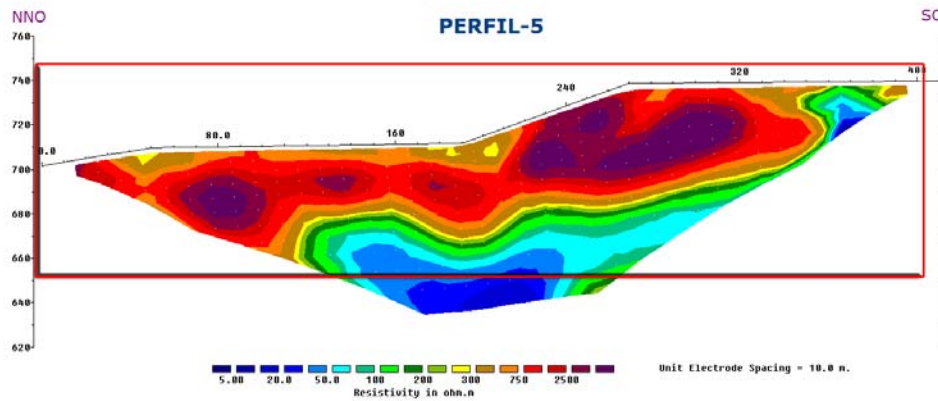 NNO
PERFIL-5
SO
760
740
720
700
680
660
640
620
0.0
80.0
160
240
320
400
5.00 20.0 50.0 100 200 300 750 2500
Resistivity in ohm.m
Unit Electrode Spacing = 10.0 m.